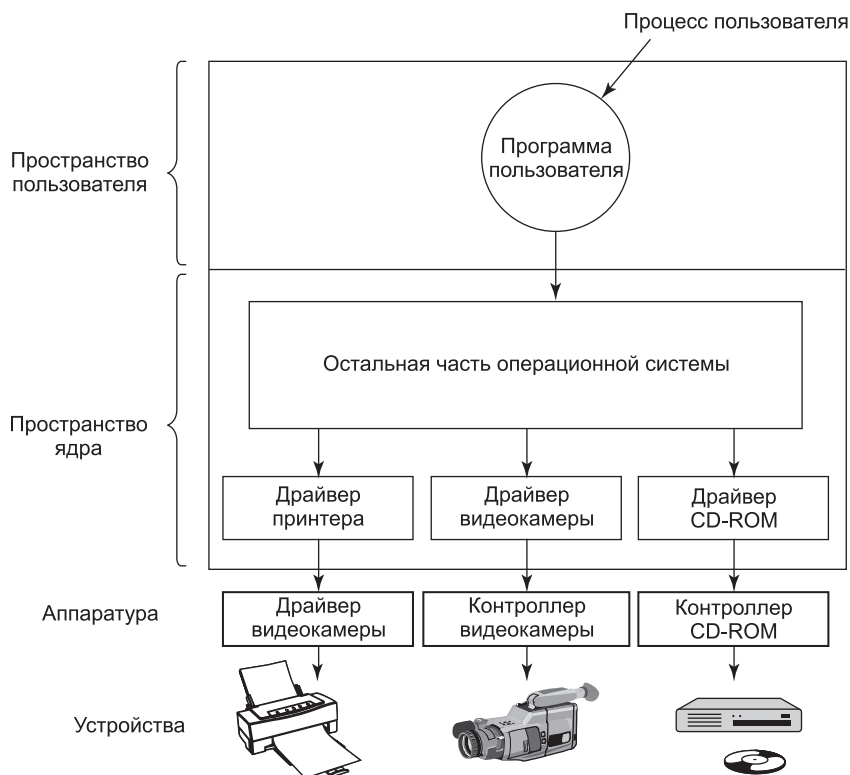 Процесс пользователя
Пространство
пользователя
Программа
пользователя
Остальная часть операционной системы
Пространство
ядра
Драйвер
принтера
Драйвер
видеокамеры
Драйвер
CD-ROM
Аппаратура
Драйвер
видеокамеры
Контроллер
видеокамеры
Контроллер
CD-ROM
Устройства